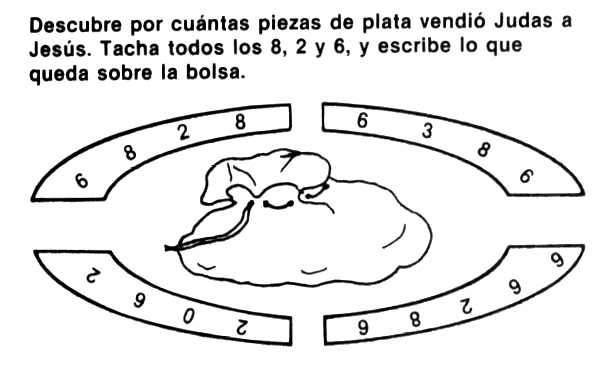 Descubre por cuántas piezas de plata vendió Judas a
Jesús. Tacha todos los 8, 2 y 6, y escribe lo que
queda sobre la bolsa.
6 8 2 8
6 3 8 6
2 6 0 2
6 8 2 6 6